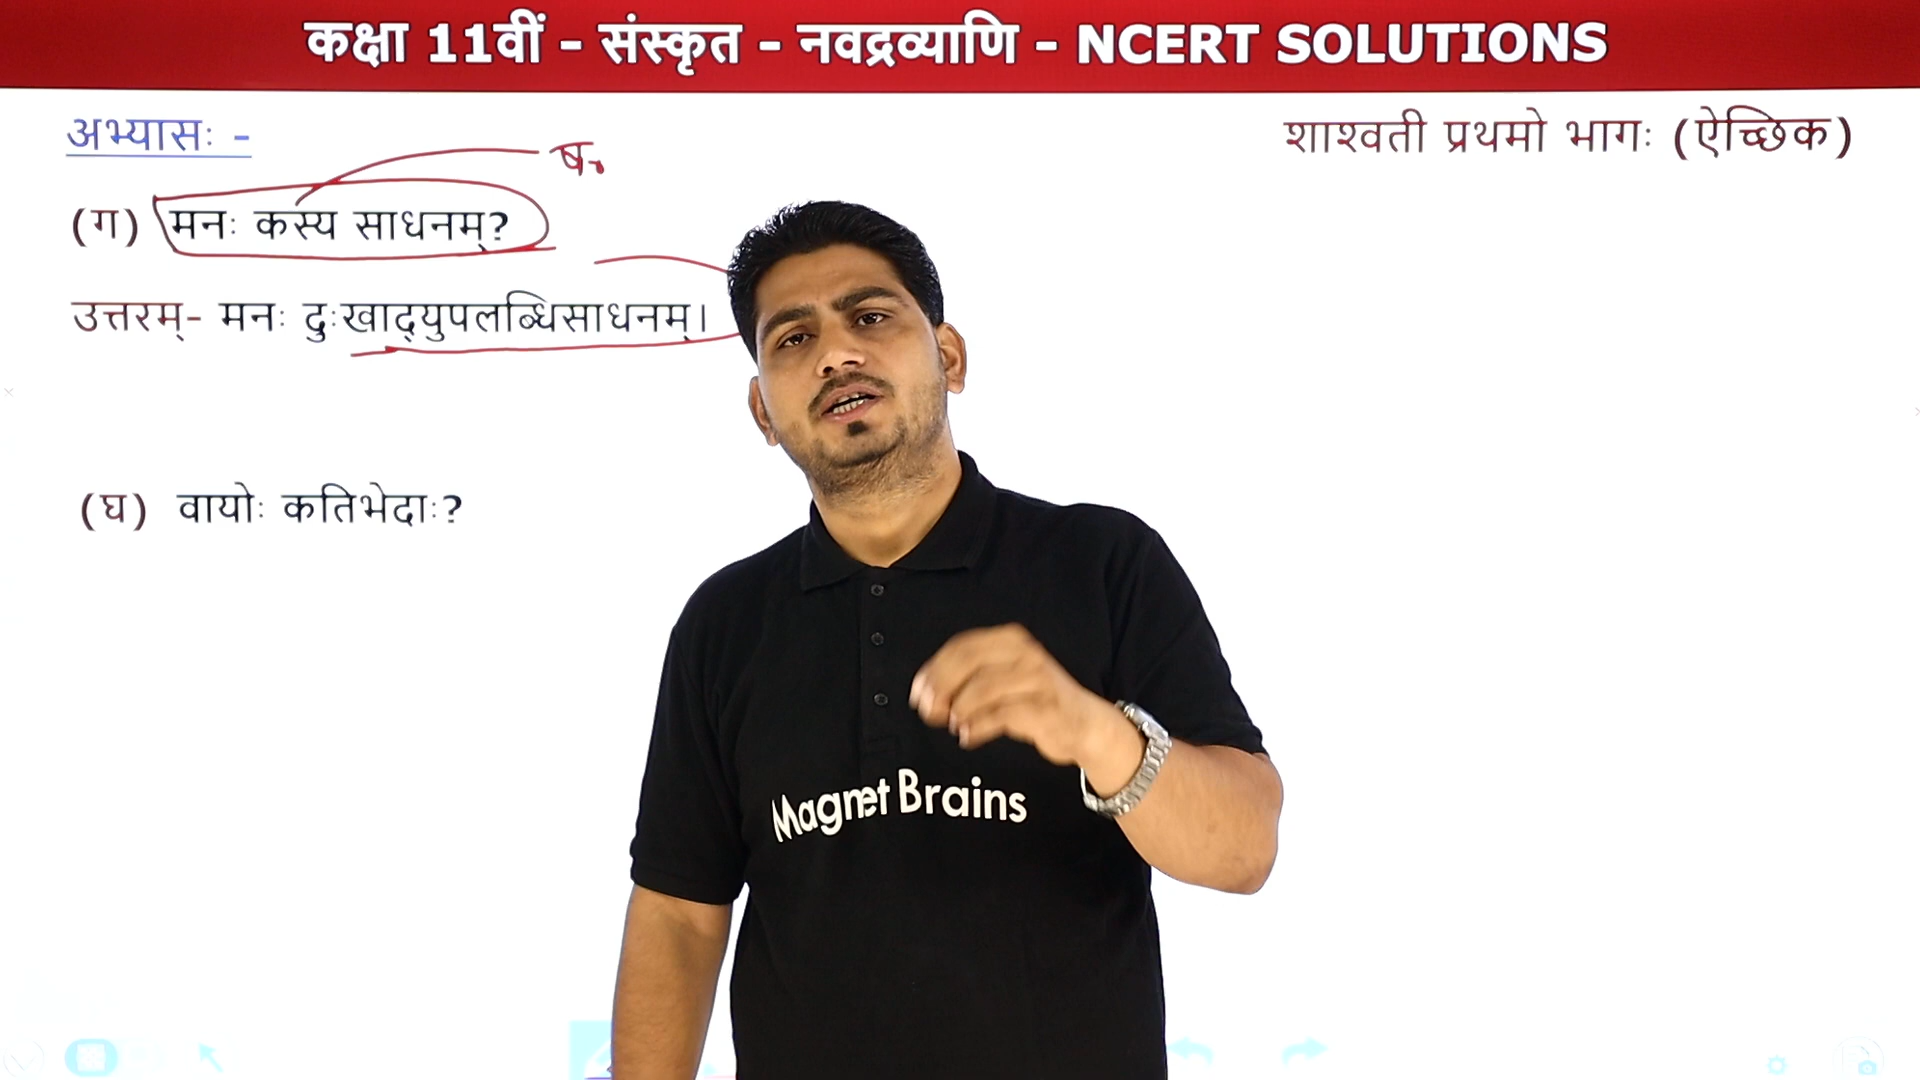 कक्षा 11वीं - संस्कृत - नवद्रव्याणि - NCERT SOLUTIONS
अभ्यासः -
शाश्वती प्रथमो भागः (ऐच्छिक)
ष.
(ग) मनः कस्य साधनम्?
उत्तरम्- मनः दुःखाद्युपलब्धिसाधनम्।
(घ) वायोः कतिभेदाः?
Magnet Brains